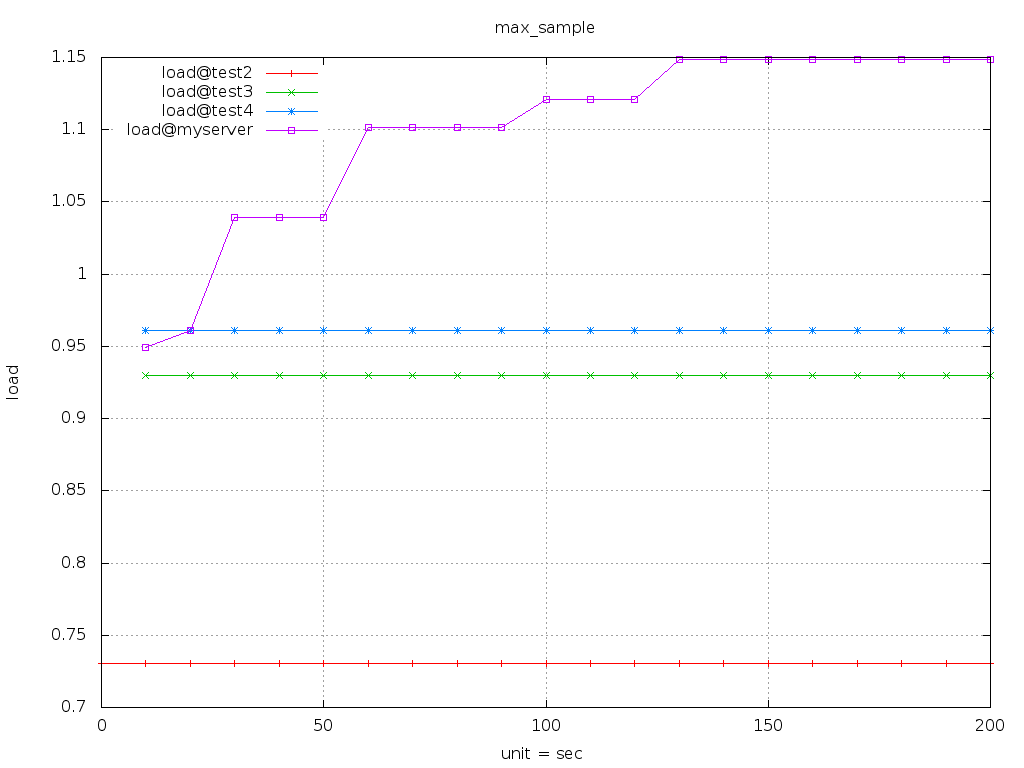 max_sample
load@test2
load@test3
load@test4
load@myserver
1.15
1.1
1.05
1
0.95
0.9
0.85
0.8
0.75
0.7
load
0 50 100 150 200
unit = sec